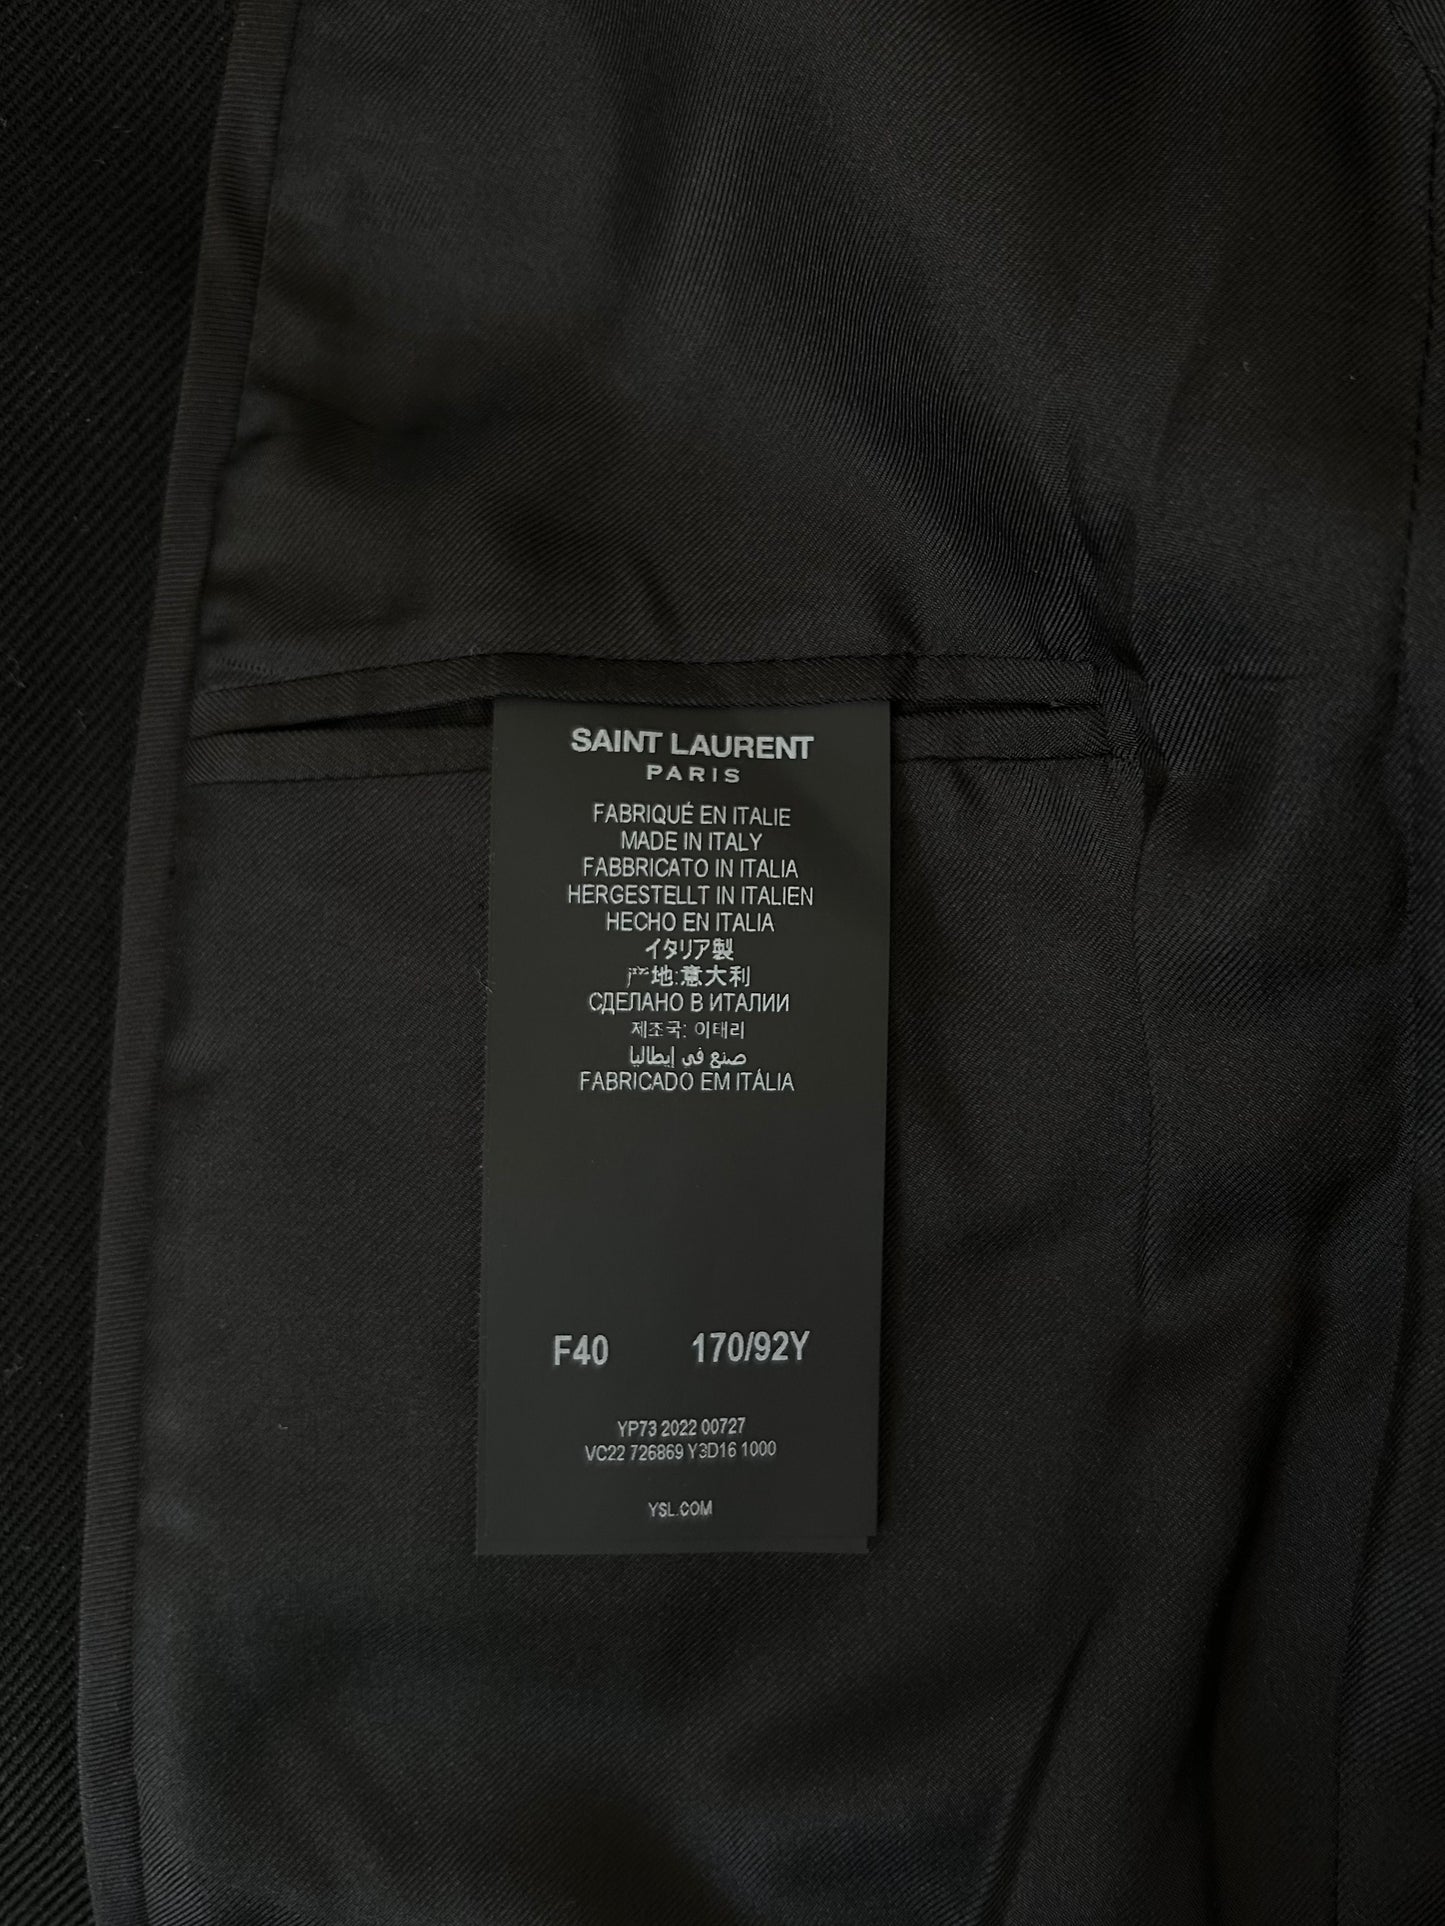 SAINT LAURENT
PARIS
FABRIQUÉ EN ITALIE
MADE IN ITALY
FABBRICATO IN ITALIA
HERGESTELLT IN ITALIEN
HECHO EN ITALIA
イタリア製
产地:意大利
СДЕЛАНО В ИТАЛИИ
제조국: 이태리
صنع في إيطاليا
FABRICADO EM ITÁLIA
F40 170/92Y
YP73 2022 00727
VC22 726869 Y3D16 1000
YSL.COM